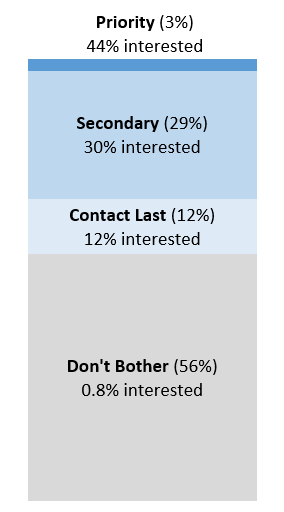 Priority (3%)
44% interested
Secondary (29%)
30% interested
Contact Last (12%)
12% interested
Don't Bother (56%)
0.8% interested